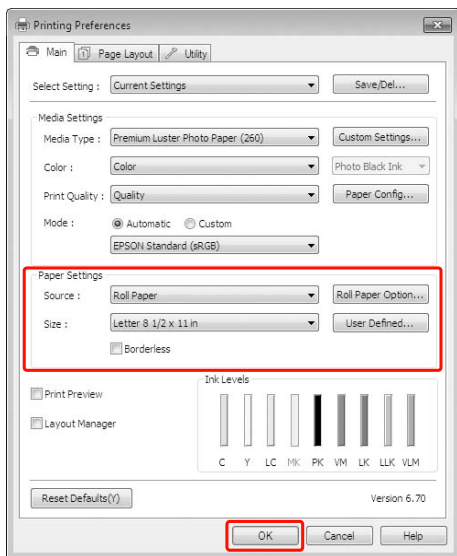 Printing Preferences
Main Page Layout Utility
Select Setting : Current Settings Save/Del...
Media Settings
Media Type : Premium Luster Photo Paper (260) Custom Settings...
Color : Color Photo Black Ink
Print Quality : Quality Paper Config...
Mode : Automatic Custom
EPSON Standard (sRGB)
Paper Settings
Source : Roll Paper Roll Paper Option...
Size : Letter 8 1/2 x 11 in User Defined...
Borderless
Print Preview
Layout Manager
Ink Levels
C Y LC MK PK VM LK LLK VLM
Reset Defaults(Y) Version 6.70
OK Cancel Help